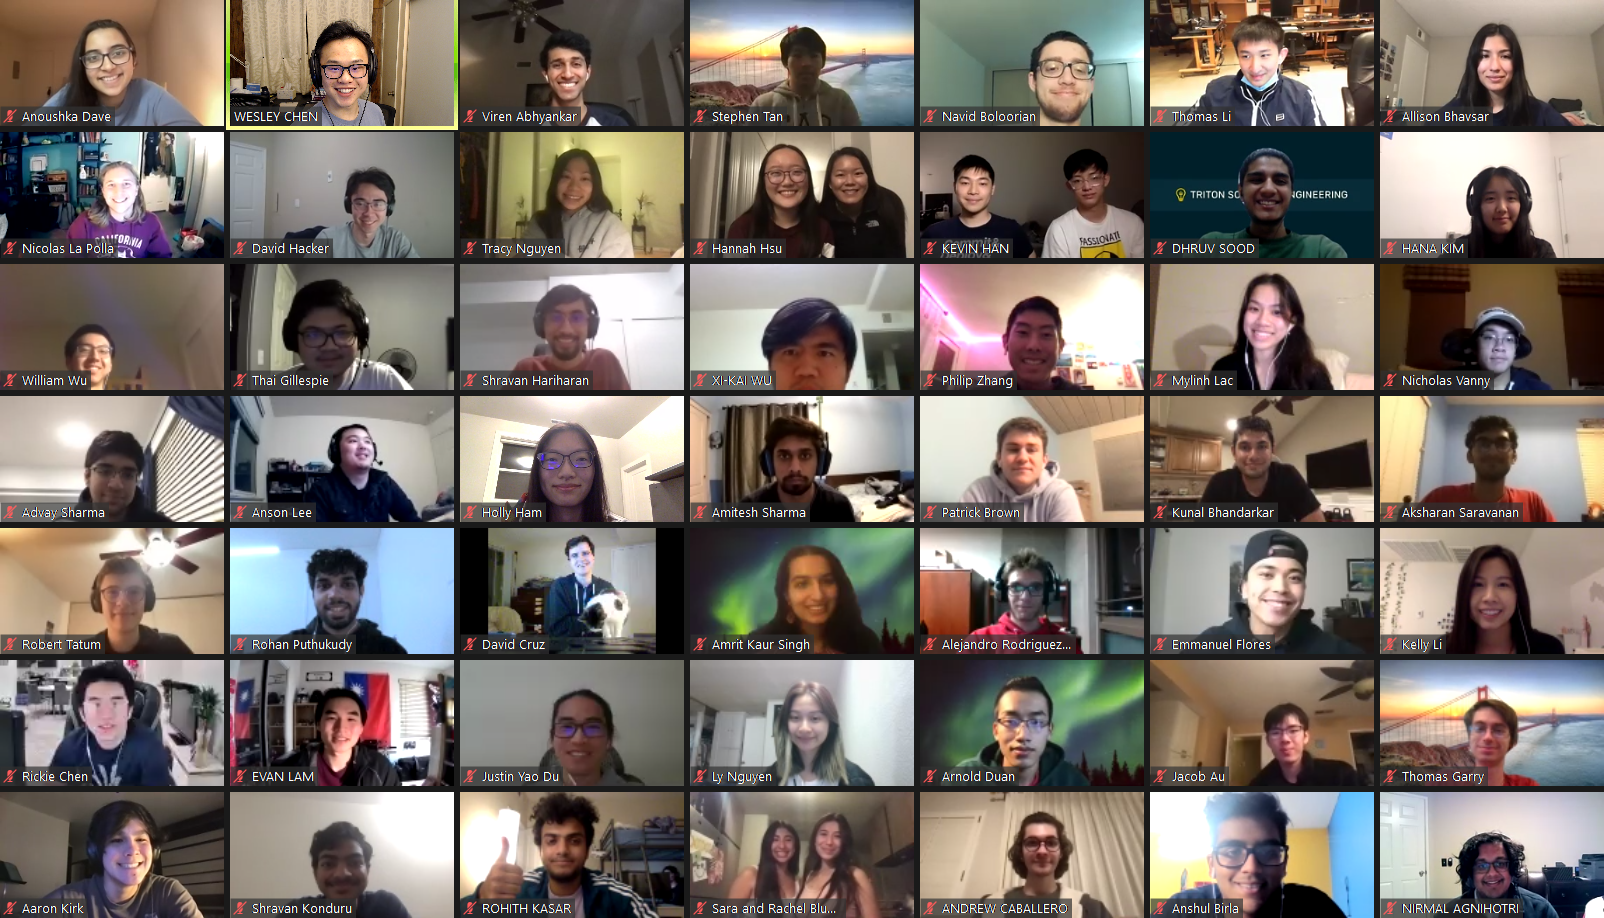 Anoushka Dave
WESLEY CHEN
Viren Abhyankar
Stephen Tan
Navid Boloorian
Thomas Li
Allison Bhavsar
CALIFORNIA
Nicolas La Polla
David Hacker
Tracy Nguyen
Hannah Hsu
PASSIONATE
KEVIN HAN
TRITON SO NGINEERING
DHRUV SOOD
HANA KIM
William Wu
Thai Gillespie
Shravan Hariharan
XI-KAI WU
Philip Zhang
Mylinh Lac
Nicholas Vanny
Advay Sharma
Anson Lee
Holly Ham
Amitesh Sharma
Patrick Brown
Kunal Bhandarkar
Aksharan Saravanan
Robert Tatum
Rohan Puthukudy
David Cruz
Amrit Kaur Singh
Alejandro Rodriguez...
Emmanuel Flores
Kelly Li
Rickie Chen
EVAN LAM
Justin Yao Du
Ly Nguyen
Arnold Duan
Jacob Au
Thomas Garry
Aaron Kirk
Shravan Konduru
ROHITH KASAR
Sara and Rachel Blu...
ANDREW CABALLERO
Anshul Birla
NIRMAL AGNIHOTRI